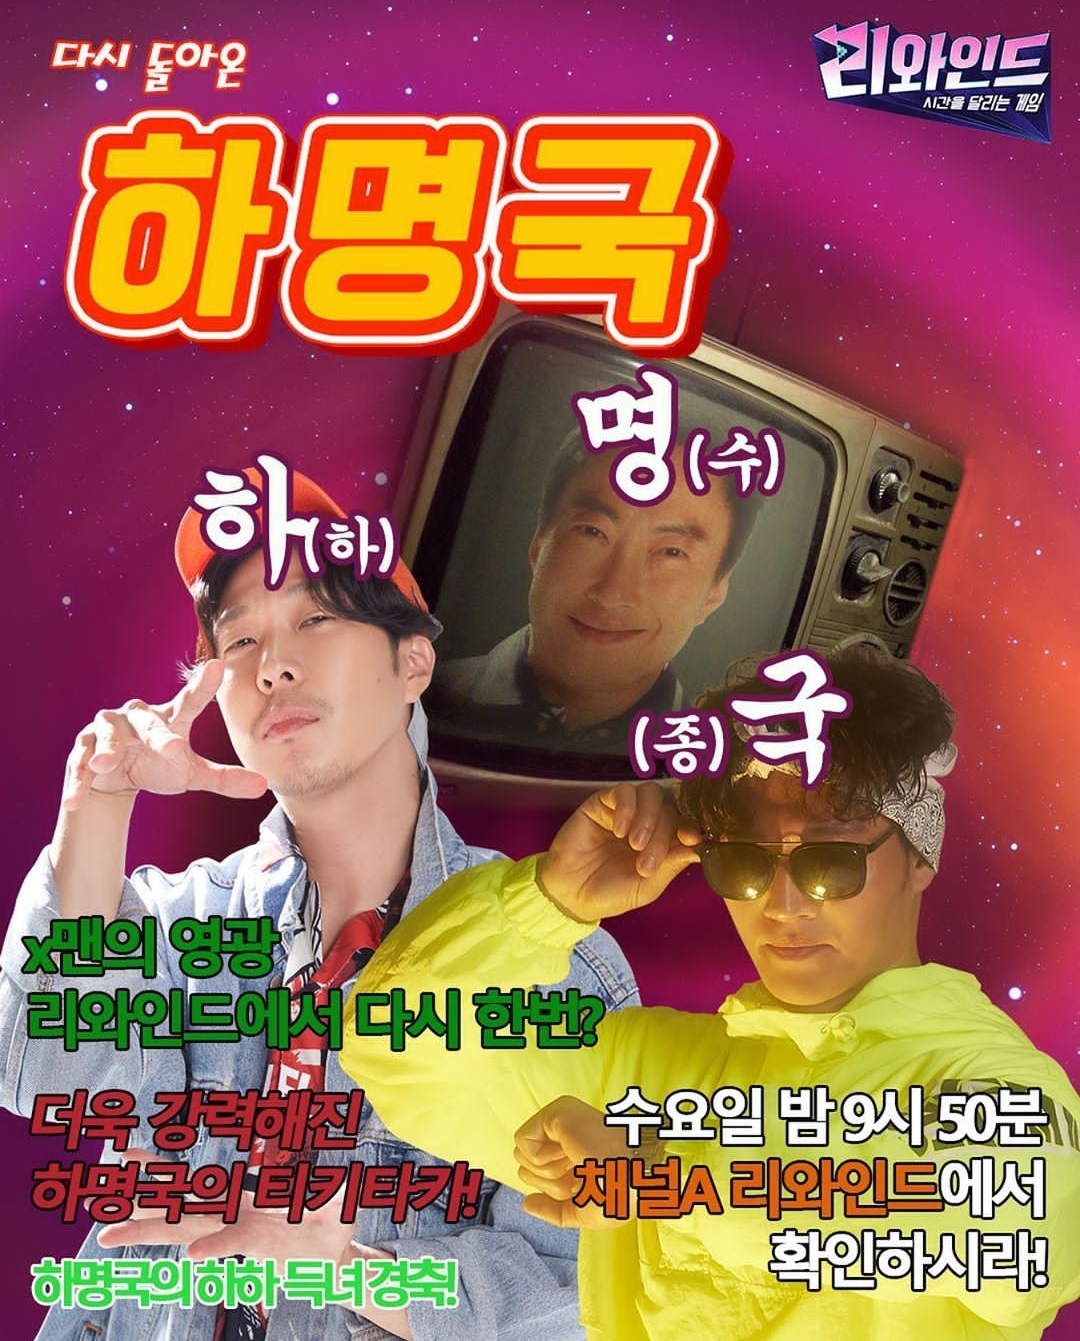 다시 돌아온
리와인드
시간을 달리는 게임
하명국
명(수)
하(하)
(종)국
x맨의 영광
리와인드에서 다시 한번?
더욱 강력해진
하명국의 티키타카!
하명국의 하하 득녀 경축!
수요일 밤 9시 50분
채널A 리와인드에서
확인하시라!